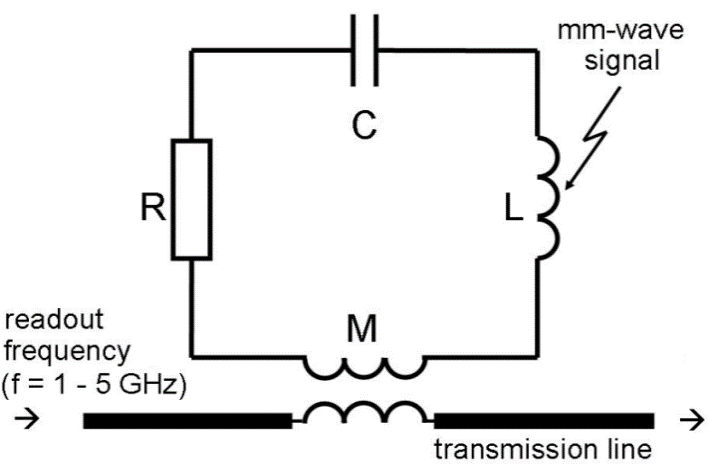 mm-wave
signal
C
R
L
M
readout
frequency
(f = 1 - 5 GHz)
transmission line